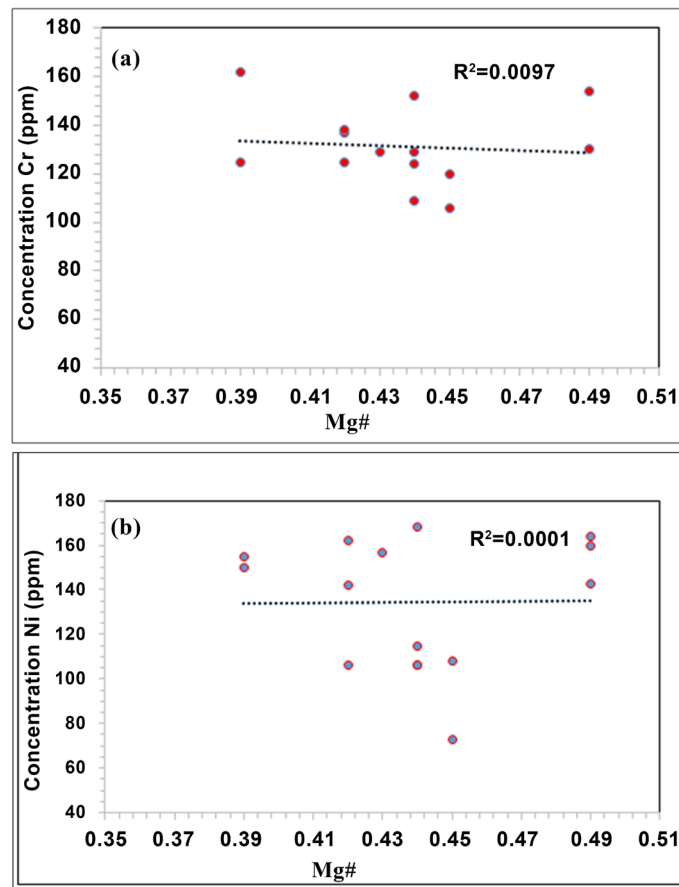 (a)
R²=0.0097
Concentration Cr (ppm)
180
160
140
120
100
80
60
40
0.35 0.37 0.39 0.41 0.43 0.45 0.47 0.49 0.51
Mg#
(b)
R²=0.0001
Concentration Ni (ppm)
180
160
140
120
100
80
60
40
0.35 0.37 0.39 0.41 0.43 0.45 0.47 0.49 0.51
Mg#